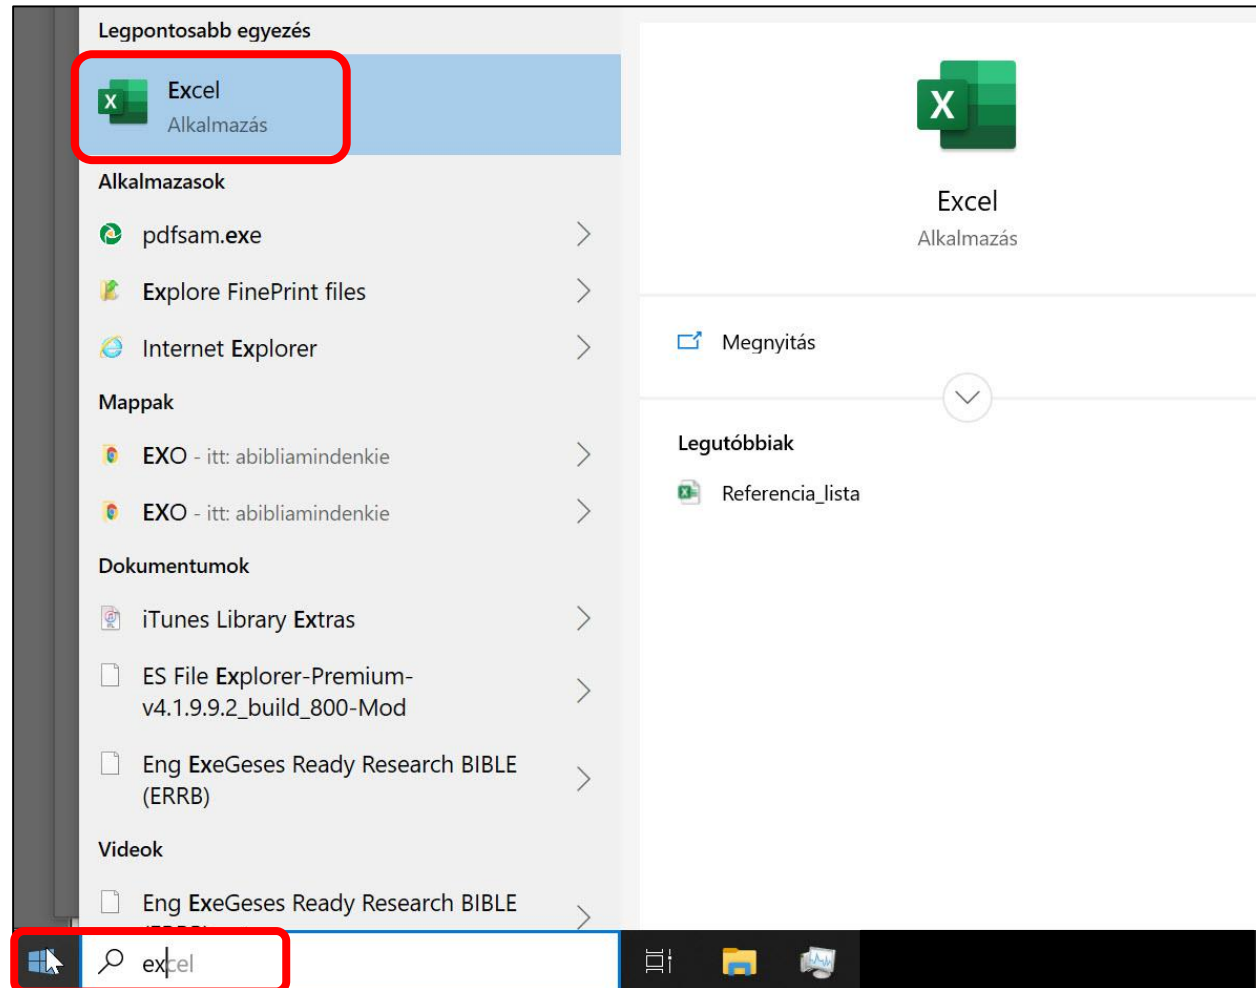 Legpontosabb egyezés
Excel
Alkalmazás
Alkalmazasok
pdfsam.exe
Explore FinePrint files
Internet Explorer
Mappak
EXO - itt: abibliamindenkie
EXO - itt: abibliamindenkie
Dokumentumok
iTunes Library Extras
ES File Explorer-Premium-
v4.1.9.9.2_build_800-Mod
Eng ExeGeses Ready Research BIBLE
(ERRB)
Videok
Eng ExeGeses Ready Research BIBLE
excel
Excel
Alkalmazás
Megnyitás
Legutóbbiak
Referencia_lista